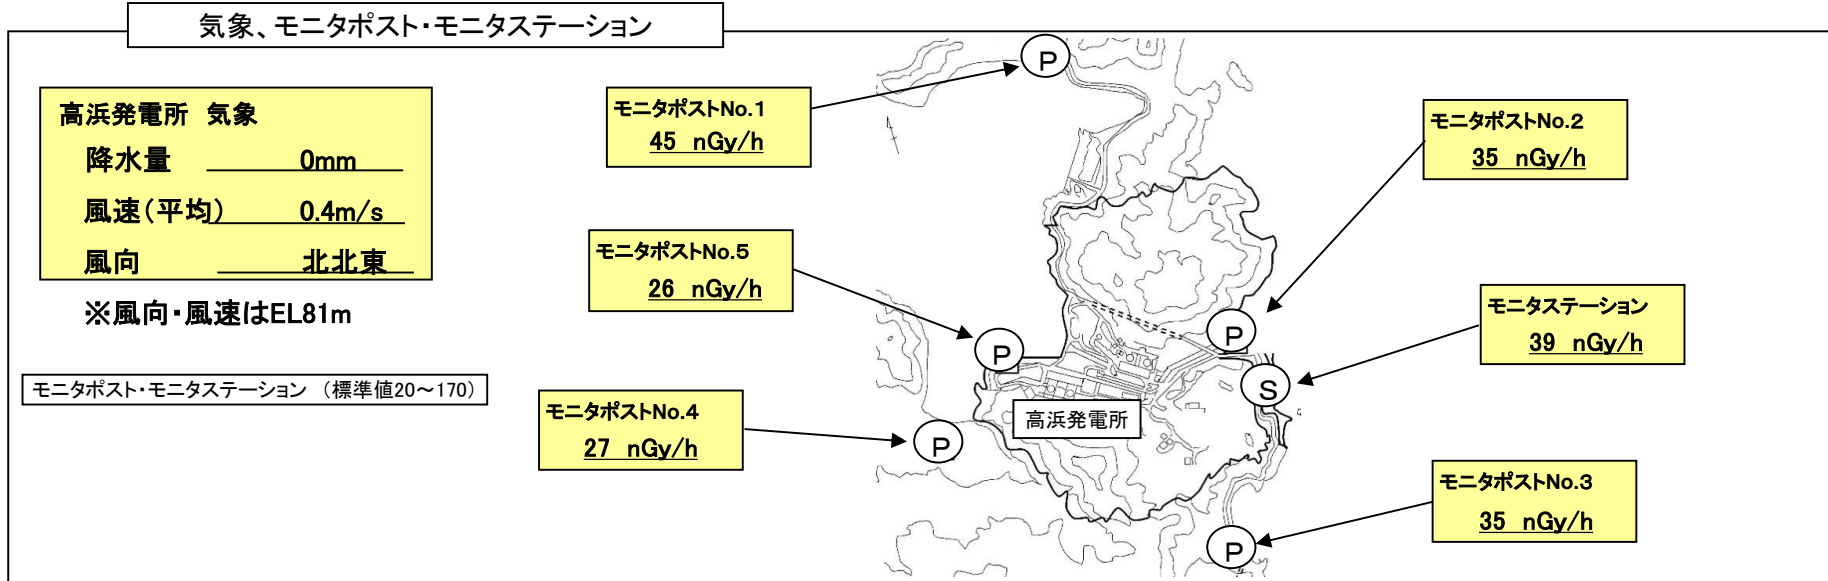 気象、モニタポスト・モニタステーション
高浜発電所 気象
降水量 0mm
風速(平均) 0.4m/s
風向 北北東
※風向・風速はEL81m
モニタポスト・モニタステーション (標準値20～170)
モニタポストNo.1
45 nGy/h
モニタポストNo.5
26 nGy/h
モニタポストNo.4
27 nGy/h
P
P
P
高浜発電所
P
S
P
モニタポストNo.2
35 nGy/h
モニタステーション
39 nGy/h
モニタポストNo.3
35 nGy/h